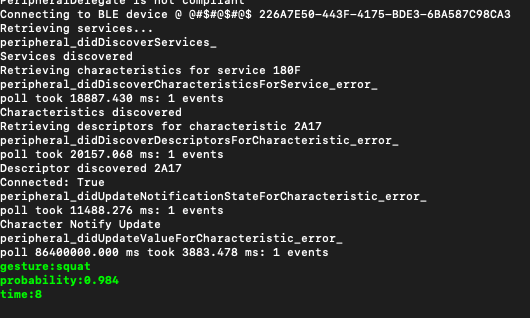 PeripheralDelegate is not compliant
Connecting to BLE device @ @#$#@$#@$ 226A7E50-443F-4175-BDE3-6BA587C98CA3
Retrieving services...
peripheral_didDiscoverServices_
Services discovered
Retrieving characteristics for service 180F
peripheral_didDiscoverCharacteristicsForService_error_
poll took 18887.430 ms: 1 events
Characteristics discovered
Retrieving descriptors for characteristic 2A17
peripheral_didDiscoverDescriptorsForCharacteristic_error_
poll took 20157.068 ms: 1 events
Descriptor discovered 2A17
Connected: True
peripheral_didUpdateNotificationStateForCharacteristic_error_
poll took 11488.276 ms: 1 events
Character Notify Update
peripheral_didUpdateValueForCharacteristic_error_
poll 86400000.000 ms took 3883.478 ms: 1 events
gesture:squat
probability:0.984
time:8